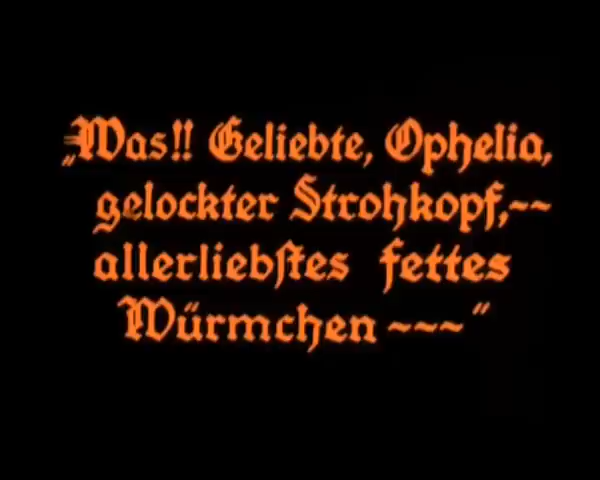 „Was!! Geliebte, Ophelia,
gelockter Strohkopf,~~
allerliebſtes fettes
Würmchen ~~~“